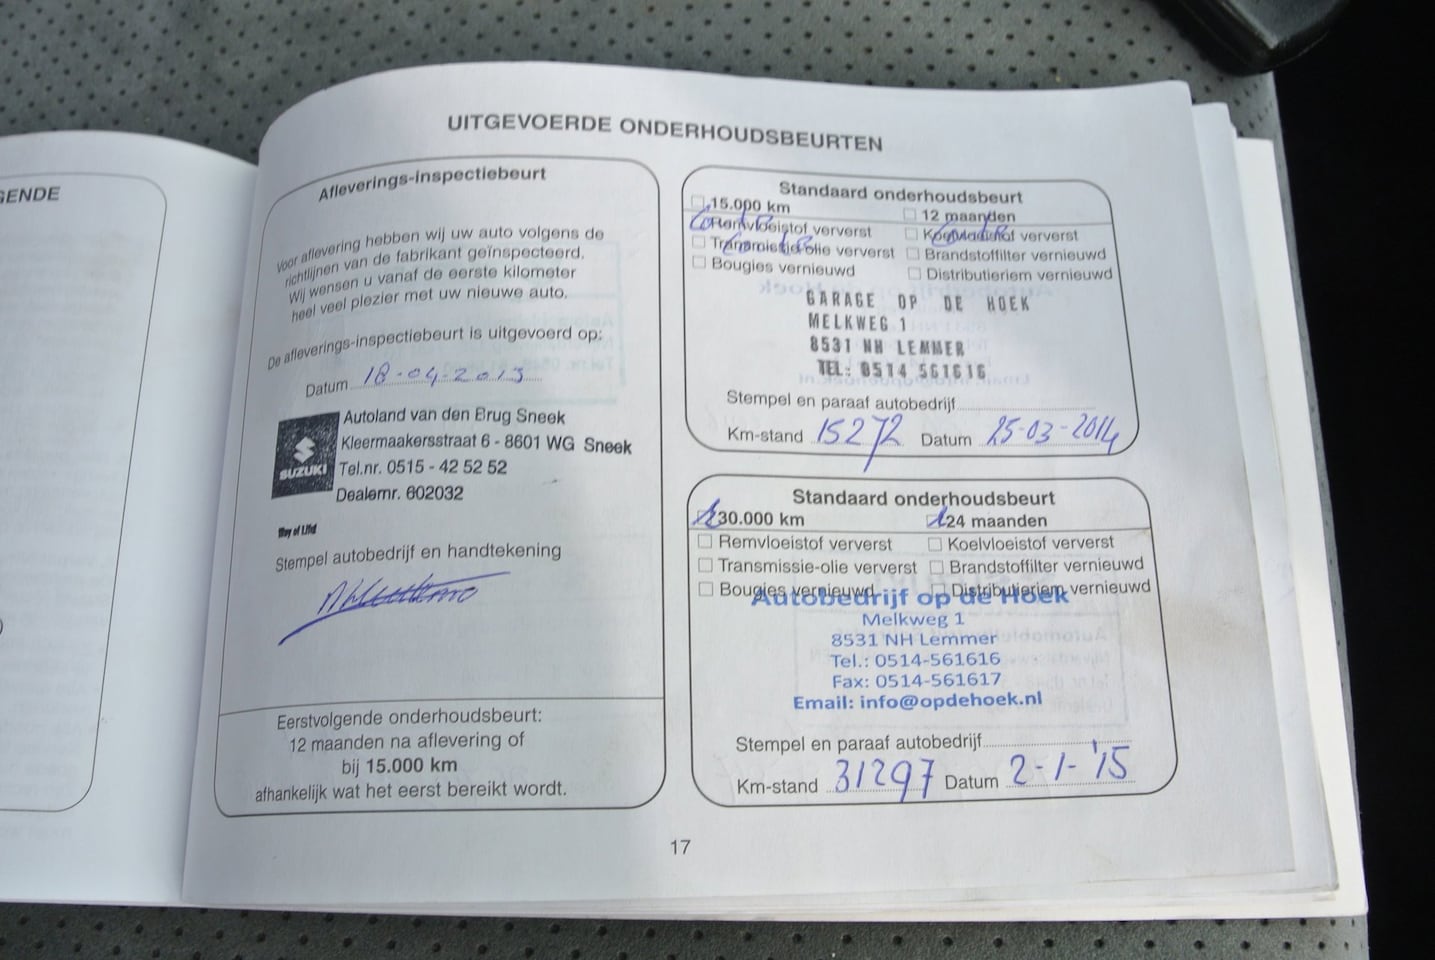 GENDE
UITGEVOERDE ONDERHOUDSBEURTEN
Afleverings-inspectiebeurt
Voor aflevering hebben wij uw auto volgens de
richtlijnen van de fabrikant geïnspecteerd.
Wij wensen u vanaf de eerste kilometer
heel veel plezier met uw nieuwe auto.
De afleverings-inspectiebeurt is uitgevoerd op:
Datum 18-04-2013
Autoland van den Brug Sneek
Kleermaakersstraat 6 - 8601 WG Sneek
SUZUKI
Tel.nr. 0515 - 42 52 52
Dealernr. 602032
Way of Life!
Stempel autobedrijf en handtekening
Eerstvolgende onderhoudsbeurt:
12 maanden na aflevering of
bij 15.000 km
afhankelijk wat het eerst bereikt wordt.
Standaard onderhoudsbeurt
15.000 km 12 maanden
Remvloeistof ververst Koelvloeistof ververst
Transmissie-olie ververst Brandstoffilter vernieuwd
Bougies vernieuwd Distributieriem vernieuwd
GARAGE OP DE HOEK
MELKWEG 1
8531 NH LEMMER
TEL: 0514 561616
Stempel en paraaf autobedrijf
Km-stand 15272 Datum 25-03-2014
Standaard onderhoudsbeurt
30.000 km 24 maanden
Remvloeistof ververst Koelvloeistof ververst
Transmissie-olie ververst Brandstoffilter vernieuwd
Bougies vernieuwd Distributieriem vernieuwd
Autobedrijf op de Hoek
Melkweg 1
8531 NH Lemmer
Tel.: 0514-561616
Fax: 0514-561617
Email: info@opdehoek.nl
Stempel en paraaf autobedrijf
Km-stand 31297 Datum 2-1-'15
17